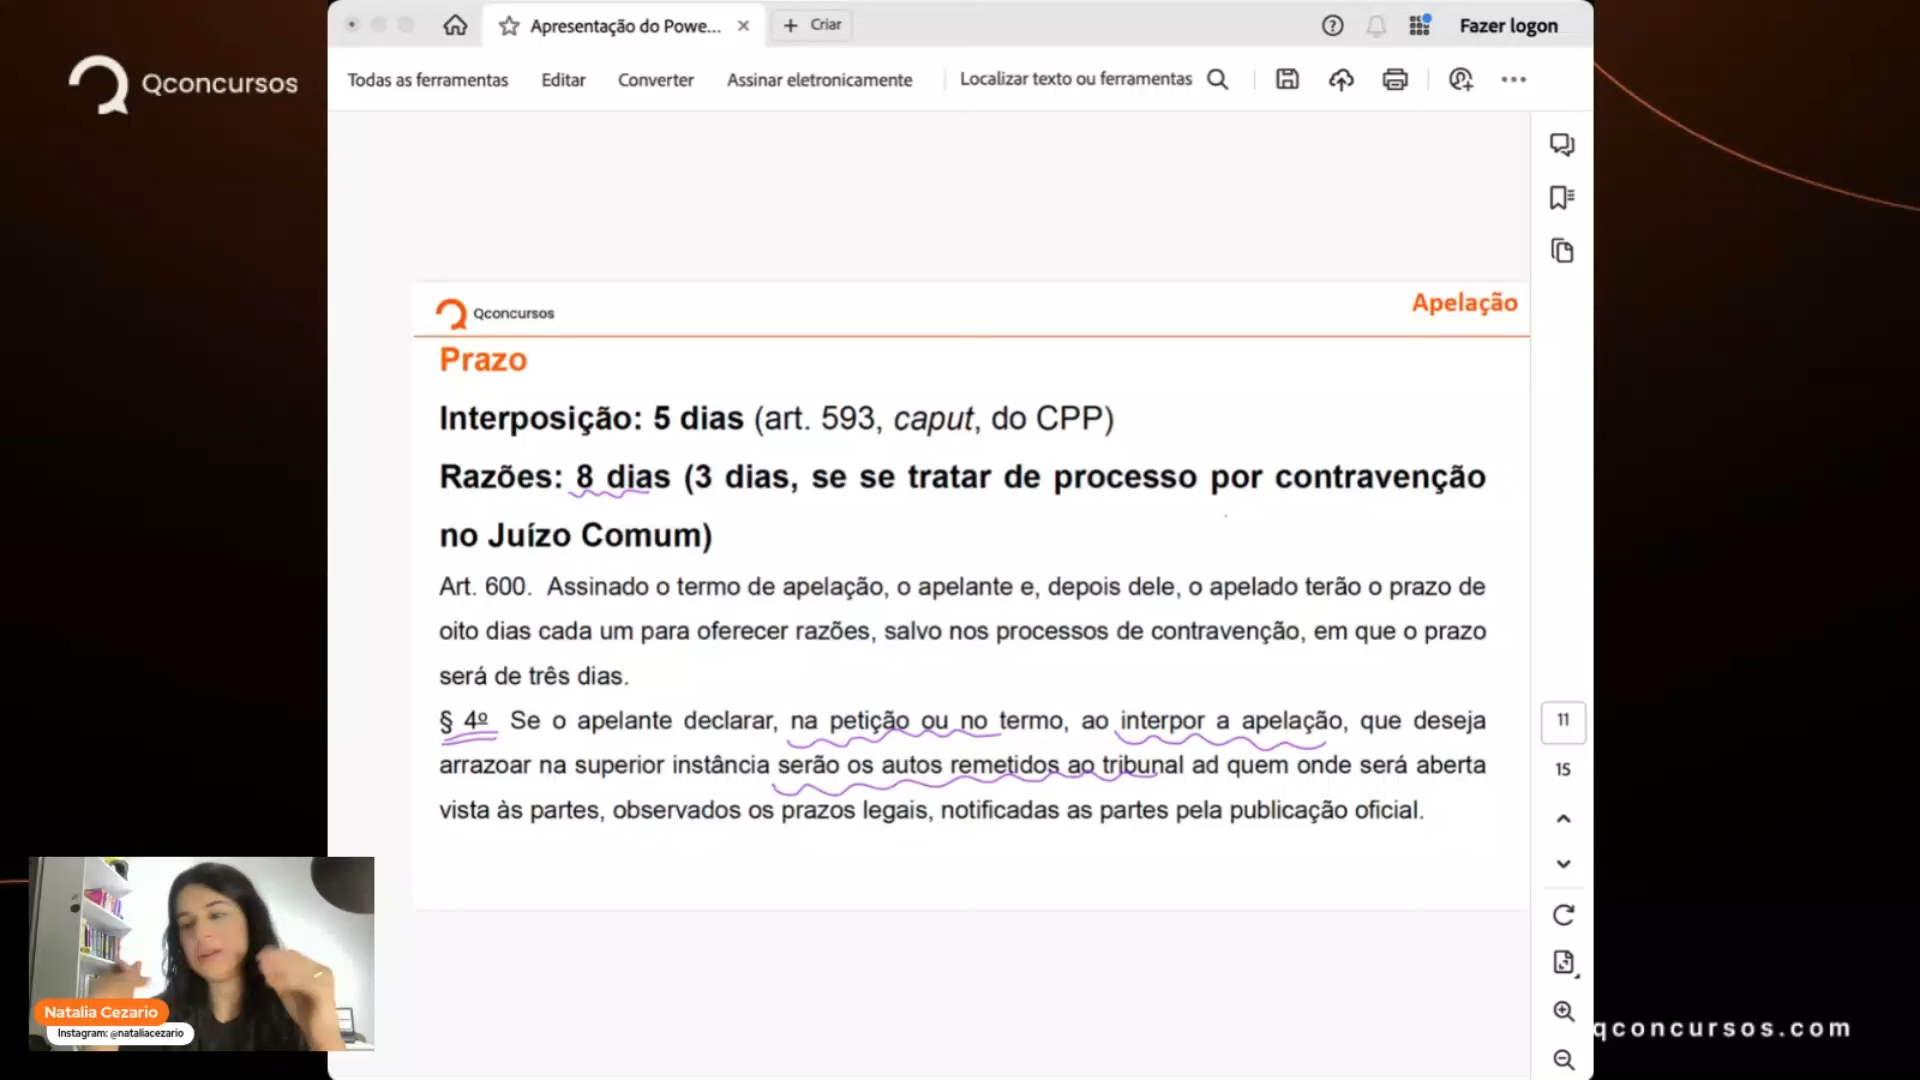 Qconcursos
Apresentação do Powe...
Criar
Fazer logon
Todas as ferramentas
Editar
Converter
Assinar eletronicamente
Localizar texto ou ferramentas
Qconcursos
Apelação
Prazo
Interposição: 5 dias (art. 593, caput, do CPP)
Razões: 8 dias (3 dias, se se tratar de processo por contravenção
no Juízo Comum)
Art. 600. Assinado o termo de apelação, o apelante e, depois dele, o apelado terão o prazo de
oito dias cada um para oferecer razões, salvo nos processos de contravenção, em que o prazo
será de três dias.
§ 4º Se o apelante declarar, na petição ou no termo, ao interpor a apelação, que deseja
arrazoar na superior instância serão os autos remetidos ao tribunal ad quem onde será aberta
vista às partes, observados os prazos legais, notificadas as partes pela publicação oficial.
11
15
Natalia Cezario
Instagram: @nataliacezario
qconcursos.com